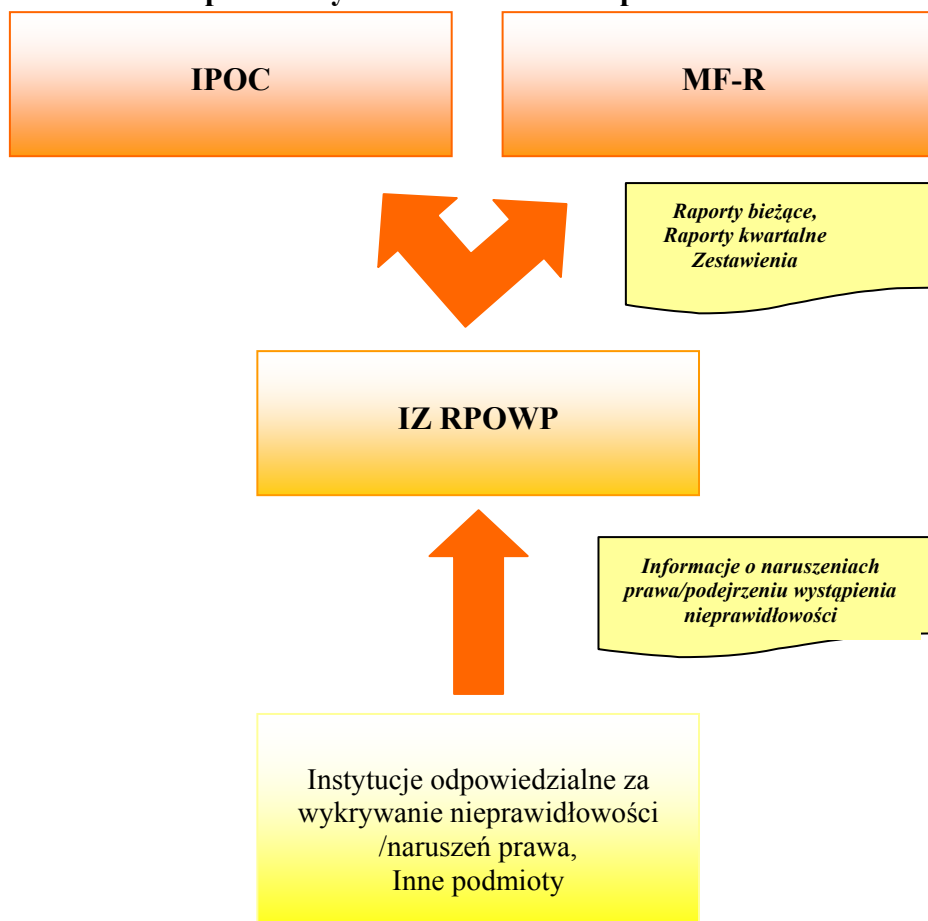 IPOC
MF-R
Raporty bieżące,
Raporty kwartalne
Zestawienia
IZ RPOWP
Informacje o naruszeniach
prawa/podejrzeniu wystąpienia
nieprawidłowości
Instytucje odpowiedzialne za
wykrywanie nieprawidłowości
/naruszeń prawa,
Inne podmioty